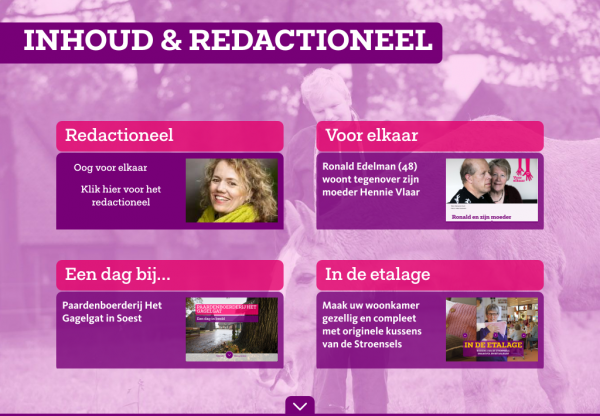 INHOUD & REDACTIONEEL
Redactioneel
Oog voor elkaar
Klik hier voor het
redactioneel
Voor elkaar
Ronald Edelman (48)
woont tegenover zijn
moeder Hennie Vlaar
Ronald en zijn moeder
Een dag bij...
Paardenboerderij Het
Gagelgat in Soest
PAARDENBOERDERIJ HET
GAGELGAT
Een dag in beeld
In de etalage
Maak uw woonkamer
gezellig en compleet
met originele kussens
van de Stroensels
IN DE ETALAGE